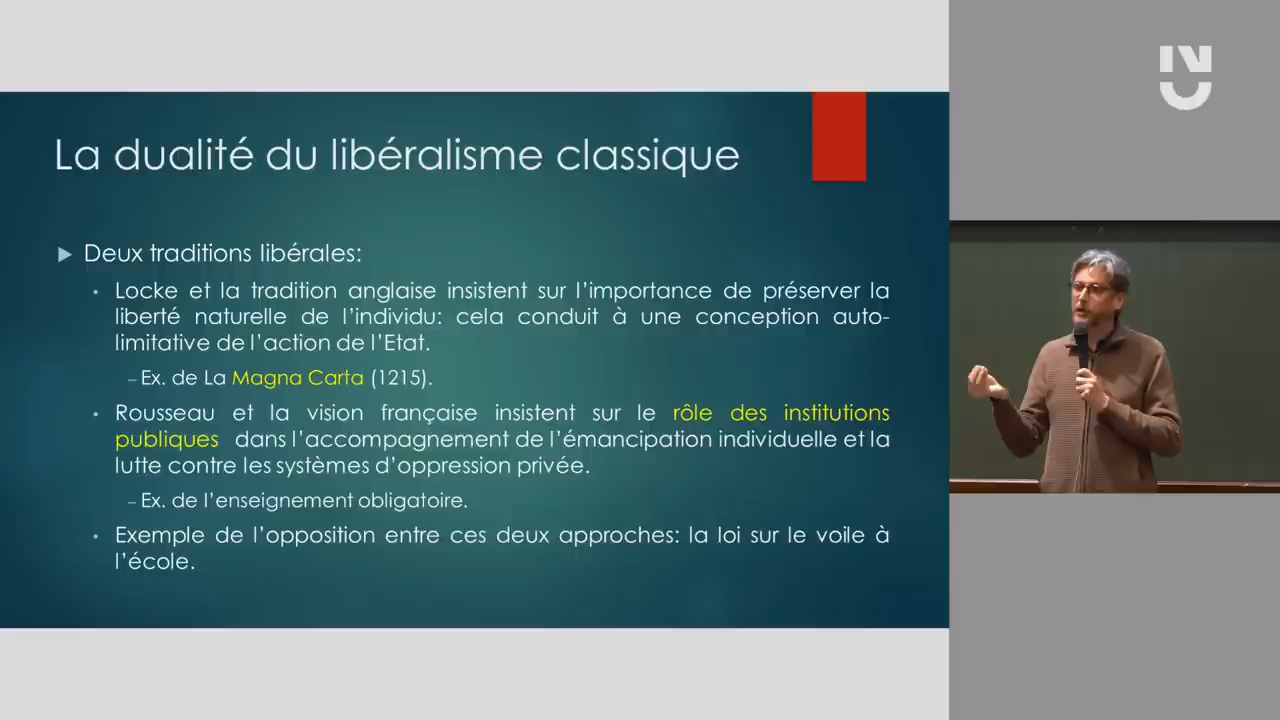 La dualité du libéralisme classique
Deux traditions libérales:
Locke et la tradition anglaise insistent sur l'importance de préserver la
liberté naturelle de l'individu: cela conduit à une conception auto-
limitative de l'action de l'Etat.
–Ex. de La Magna Carta (1215).
Rousseau et la vision française insistent sur le rôle des institutions
publiques dans l'accompagnement de l'émancipation individuelle et la
lutte contre les systèmes d'oppression privée.
–Ex. de l'enseignement obligatoire.
Exemple de l'opposition entre ces deux approches: la loi sur le voile à
l'école.